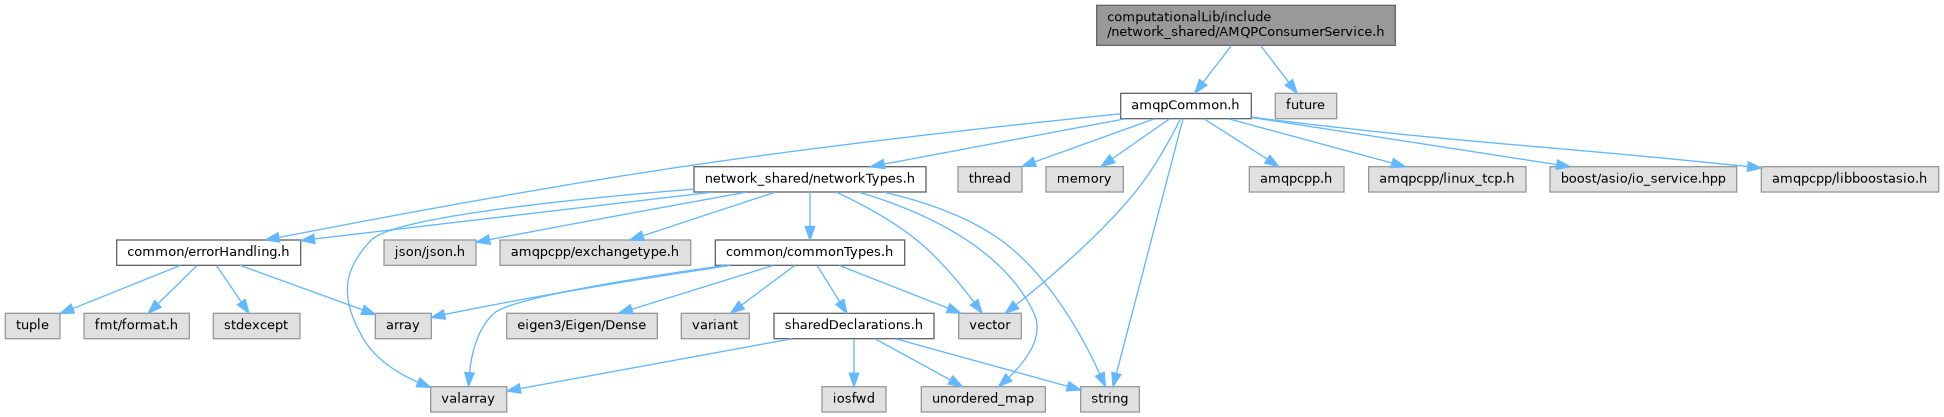 computationalLib/include
/network_shared/AMQPConsumerService.h
amqpCommon.h
future
network_shared/networkTypes.h
thread
memory
amqpcpp.h
amqpcpp/linux_tcp.h
boost/asio/io_service.hpp
amqpcpp/libboostasio.h
common/errorHandling.h
json/json.h
amqpcpp/exchangetype.h
common/commonTypes.h
tuple
fmt/format.h
stdexcept
array
eigen3/Eigen/Dense
variant
sharedDeclarations.h
vector
valarray
iosfwd
unordered_map
string